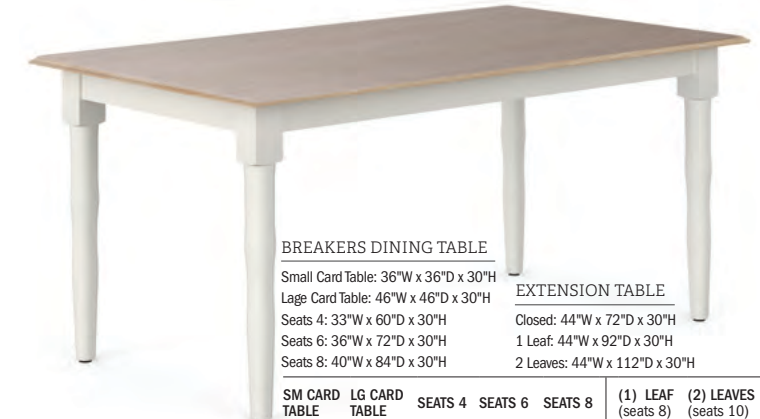 BREAKERS DINING TABLE
Small Card Table: 36"W x 36"D x 30"H
Lage Card Table: 46"W x 46"D x 30"H
Seats 4: 33"W x 60"D x 30"H
Seats 6: 36"W x 72"D x 30"H
Seats 8: 40"W x 84"D x 30"H
EXTENSION TABLE
Closed: 44"W x 72"D x 30"H
1 Leaf: 44"W x 92"D x 30"H
2 Leaves: 44"W x 112"D x 30"H
SM CARD TABLE
LG CARD TABLE
SEATS 4
SEATS 6
SEATS 8
(1) LEAF (seats 8)
(2) LEAVES (seats 10)